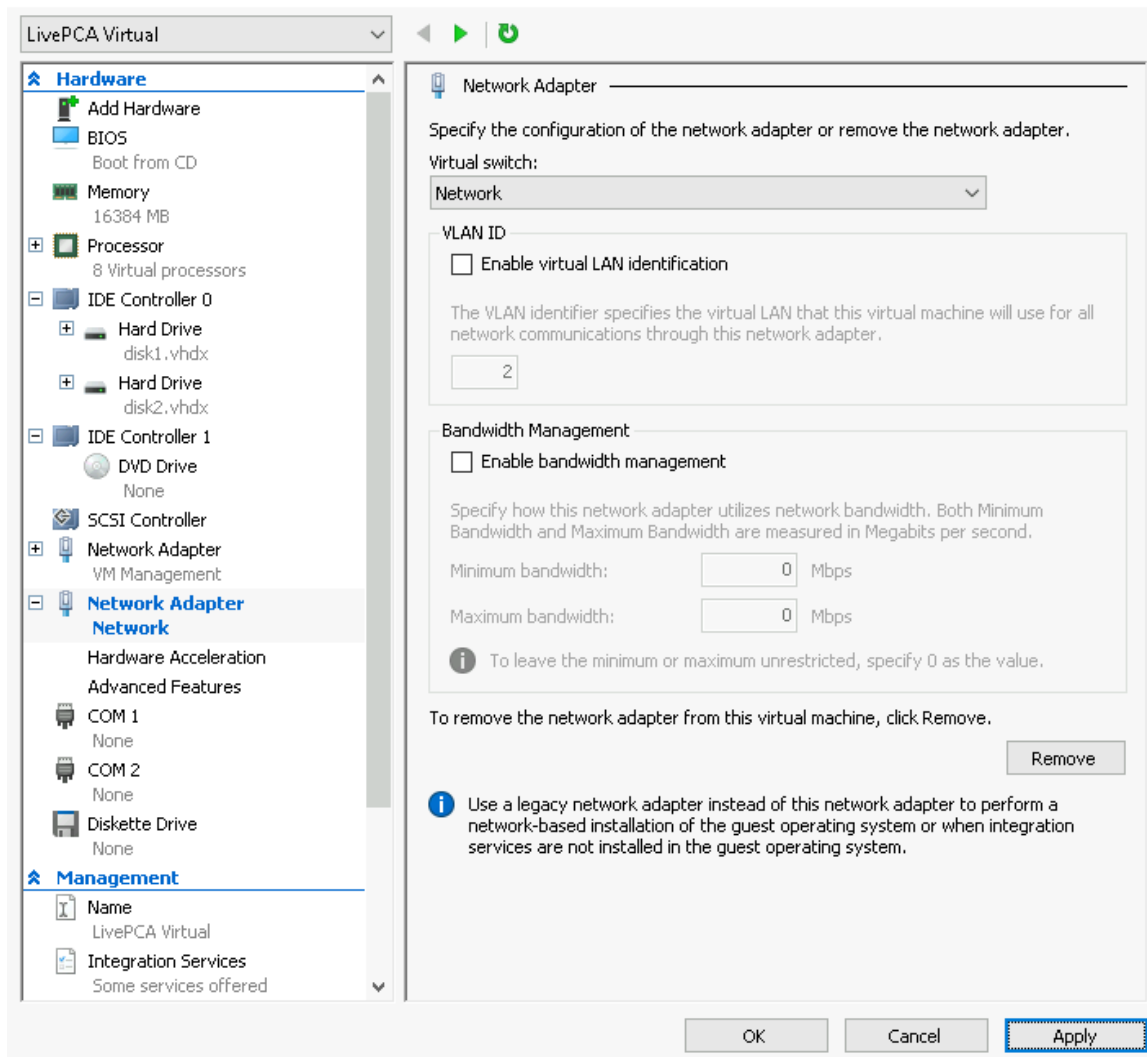 LivePCA Virtual
Hardware
Add Hardware
BIOS
Boot from CD
Memory
16384 MB
Processor
8 Virtual processors
IDE Controller 0
Hard Drive
disk1.vhdx
Hard Drive
disk2.vhdx
IDE Controller 1
DVD Drive
None
SCSI Controller
Network Adapter
VM Management
Network Adapter
Network
Hardware Acceleration
Advanced Features
COM 1
None
COM 2
None
Diskette Drive
None
Management
Name
LivePCA Virtual
Integration Services
Some services offered
Network Adapter
Specify the configuration of the network adapter or remove the network adapter.
Virtual switch:
Network
VLAN ID
Enable virtual LAN identification
The VLAN identifier specifies the virtual LAN that this virtual machine will use for all
network communications through this network adapter.
2
Bandwidth Management
Enable bandwidth management
Specify how this network adapter utilizes network bandwidth. Both Minimum
Bandwidth and Maximum Bandwidth are measured in Megabits per second.
Minimum bandwidth: 0 Mbps
Maximum bandwidth: 0 Mbps
To leave the minimum or maximum unrestricted, specify 0 as the value.
To remove the network adapter from this virtual machine, click Remove.
Remove
Use a legacy network adapter instead of this network adapter to perform a
network-based installation of the guest operating system or when integration
services are not installed in the guest operating system.
OK Cancel Apply